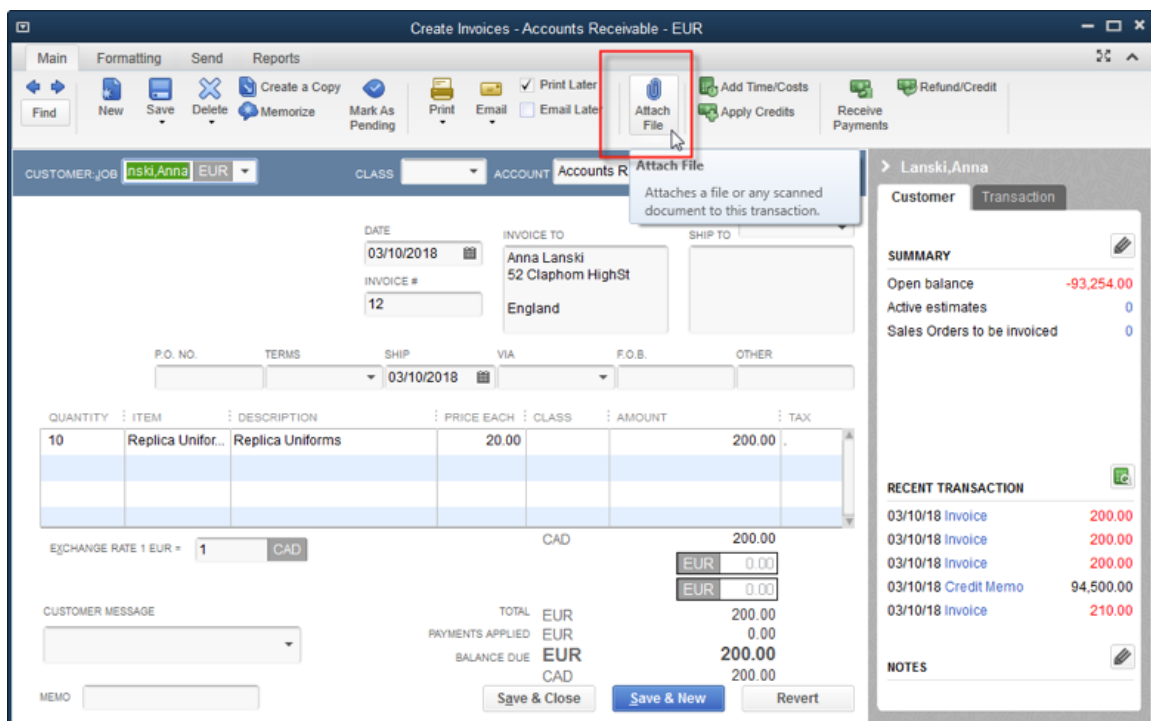 Create Invoices - Accounts Receivable - EUR
Main Formatting Send Reports
Find
New
Save
Delete
Create a Copy
Memorize
Mark As
Pending
Print
Email
Print Later
Email Later
Attach
File
Add Time/Costs
Apply Credits
Receive
Payments
Refund/Credit
CUSTOMER:JOB nski,Anna EUR
CLASS
ACCOUNT Accounts R
Attach File
Attaches a file or any scanned
document to this transaction.
DATE
03/10/2018
INVOICE #
12
INVOICE TO
Anna Lanski
52 Claphom HighSt
England
SHIP TO
P.O. NO. TERMS SHIP VIA F.O.B. OTHER
03/10/2018
QUANTITY ITEM DESCRIPTION PRICE EACH CLASS AMOUNT TAX
10 Replica Unifor... Replica Uniforms 20.00 200.00 .
EXCHANGE RATE 1 EUR = 1 CAD
CAD 200.00
EUR 0.00
EUR 0.00
CUSTOMER MESSAGE
TOTAL EUR 200.00
PAYMENTS APPLIED EUR 0.00
BALANCE DUE EUR 200.00
CAD 200.00
MEMO
Save & Close
Save & New
Revert
Lanski,Anna
Customer Transaction
SUMMARY
Open balance -93,254.00
Active estimates 0
Sales Orders to be invoiced 0
RECENT TRANSACTION
03/10/18 Invoice 200.00
03/10/18 Invoice 200.00
03/10/18 Invoice 200.00
03/10/18 Credit Memo 94,500.00
03/10/18 Invoice 210.00
NOTES